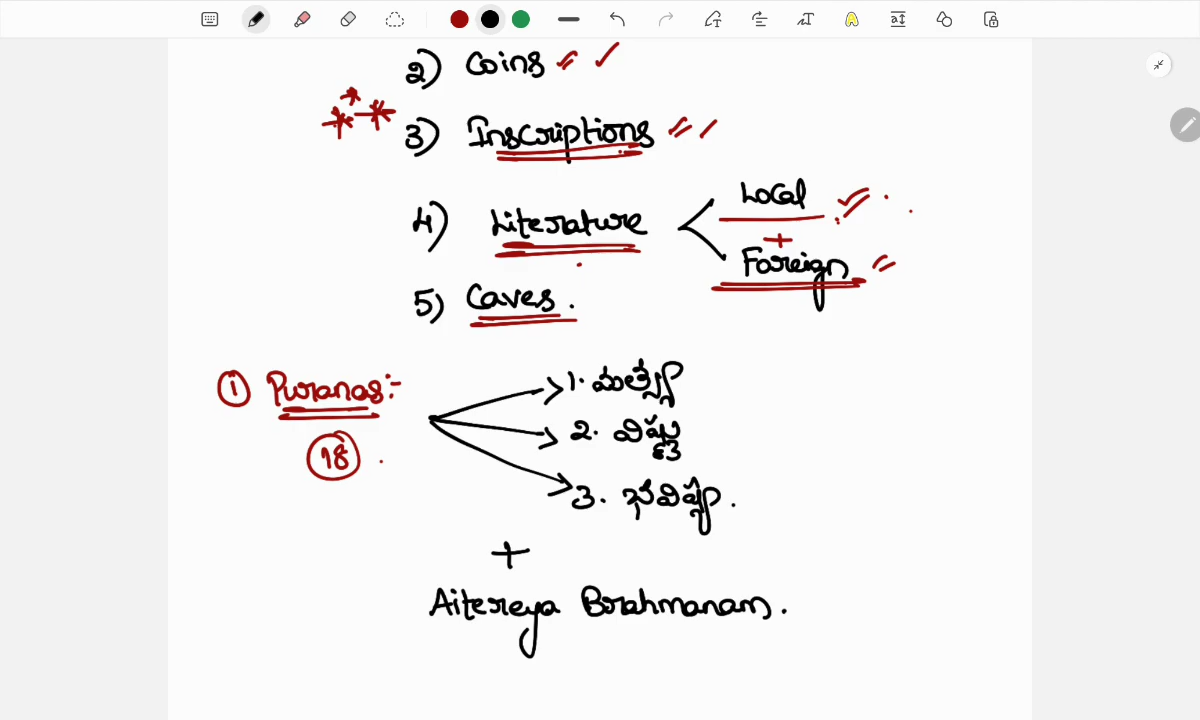 2) Coins
3) Inscriptions
4) Literature
Local
+
Foreign
5) Caves.
① Puranas:-
18
1. మత్స్య
2. విష్ణు
3. భవిష్య.
+
Aitereya Brahmanam.